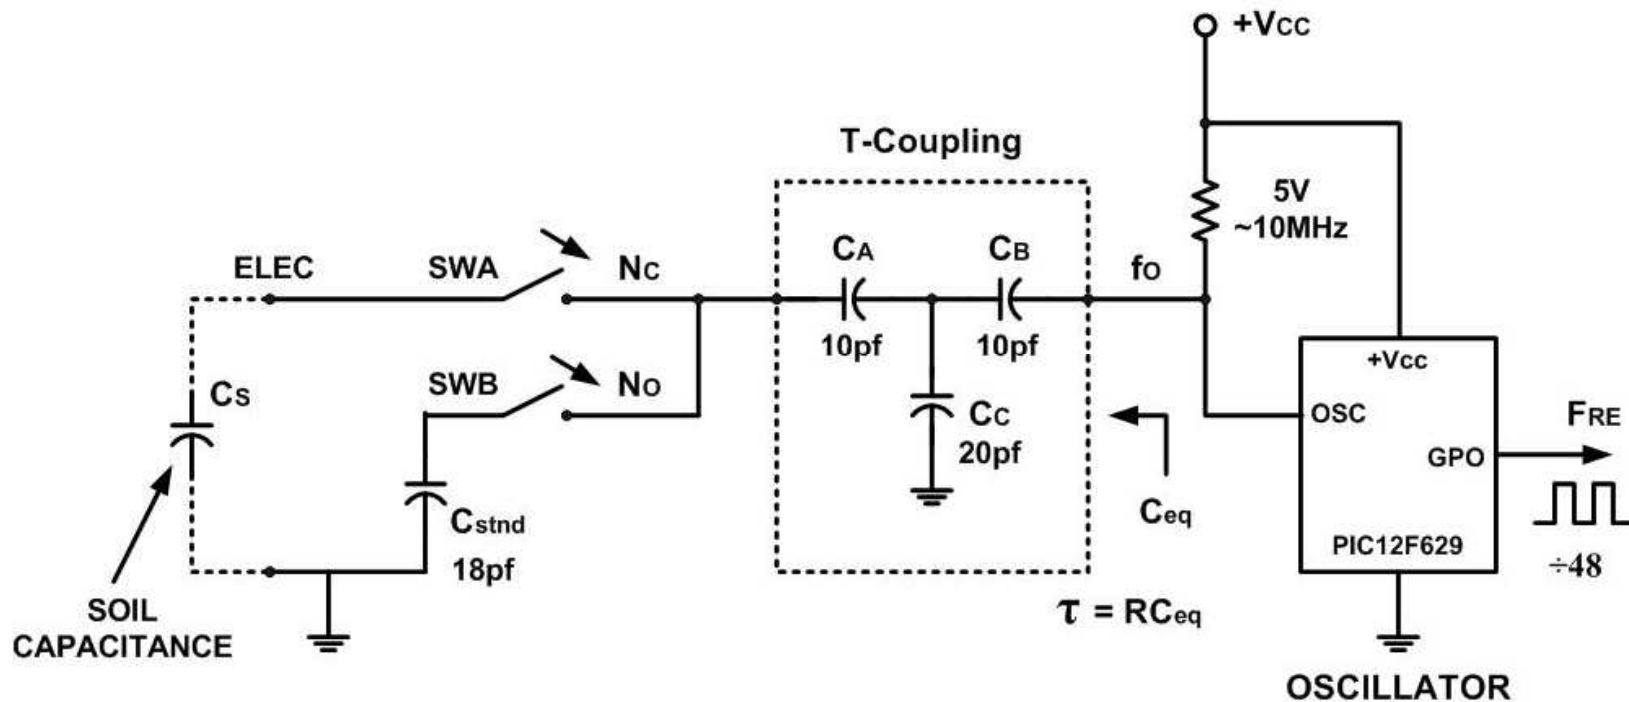 +VCC
T-Coupling
5V
~10MHz
ELEC
SWA
NC
CA
CB
fO
10pf
10pf
+Vcc
CS
SWB
NO
CC
20pf
OSC
FRE
GPO
Cstnd
18pf
Ceq
PIC12F629
÷48
SOIL
CAPACITANCE
τ = RCeq
OSCILLATOR